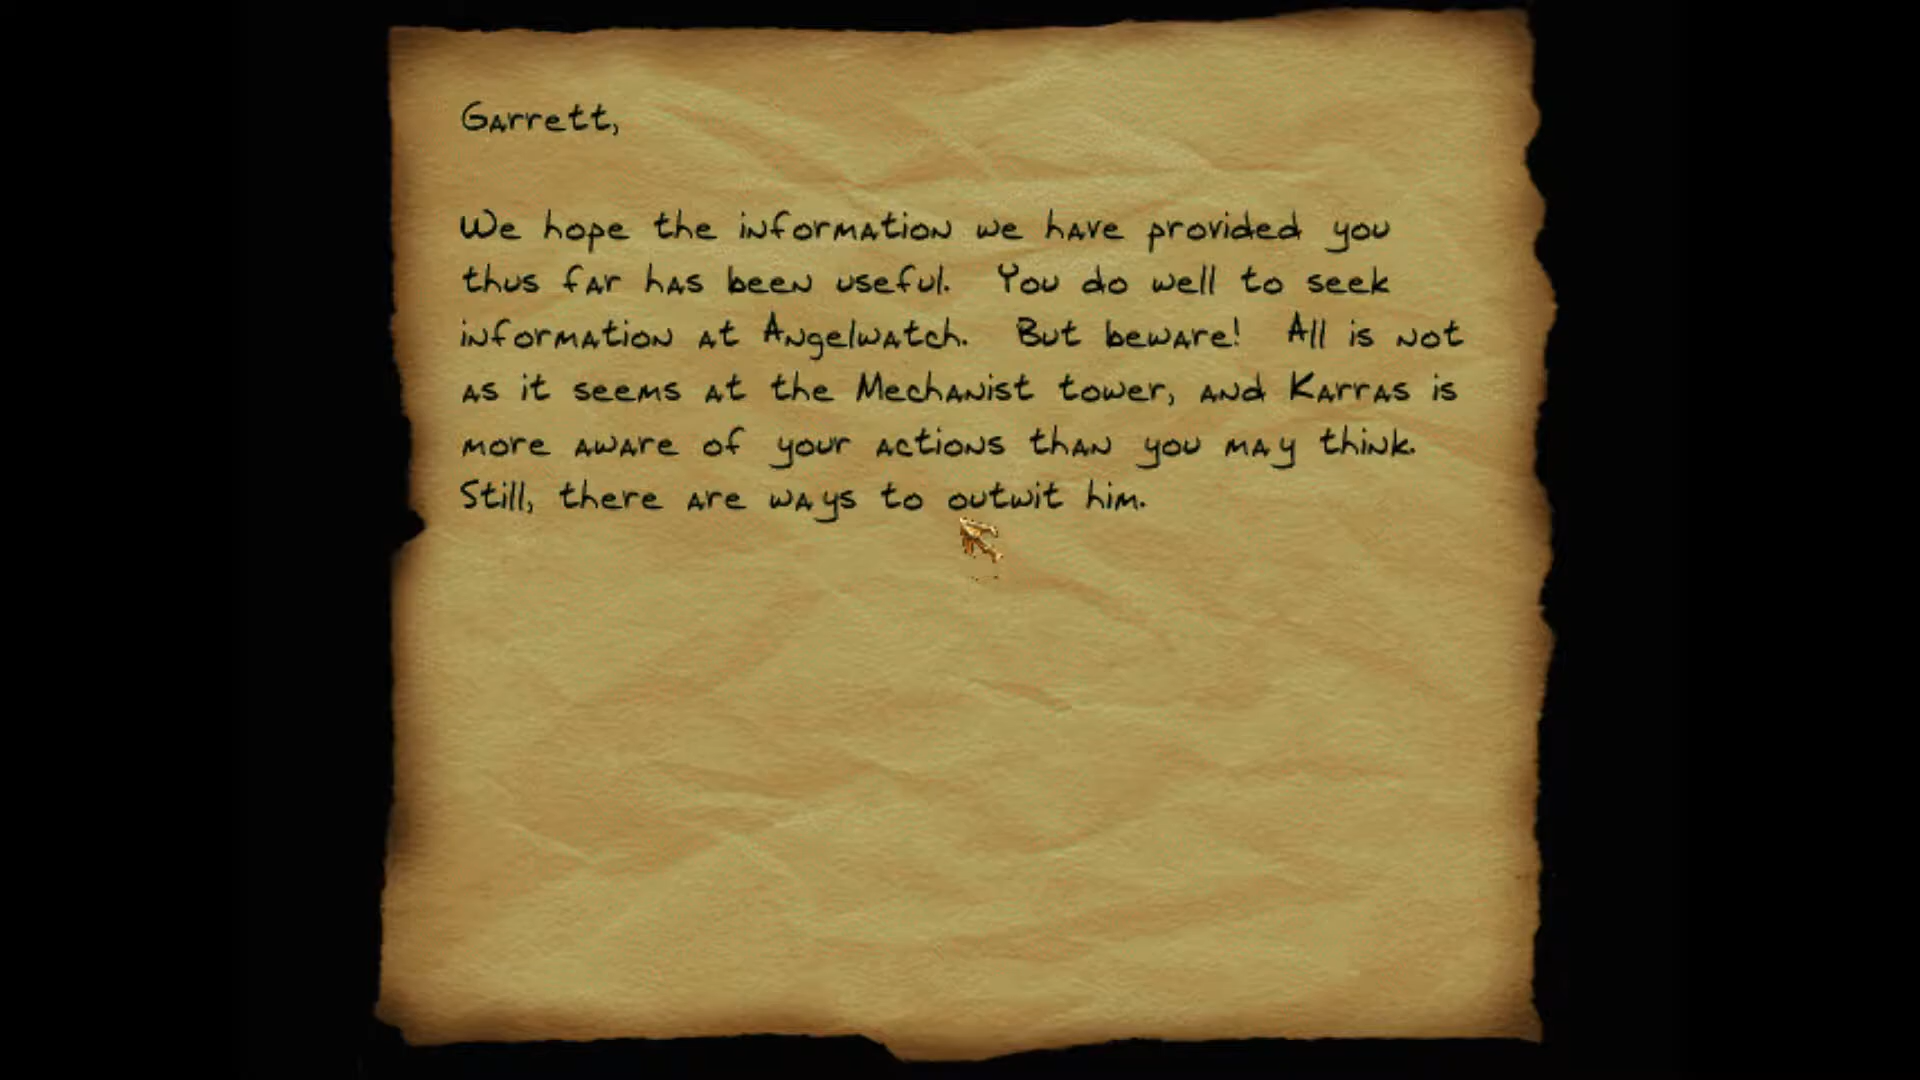 Garrett,
We hope the information we have provided you
thus far has been useful.  You do well to seek
information at Angelwatch.  But beware!  All is not
as it seems at the Mechanist tower, and Karras is
more aware of your actions than you may think.
Still, there are ways to outwit him.